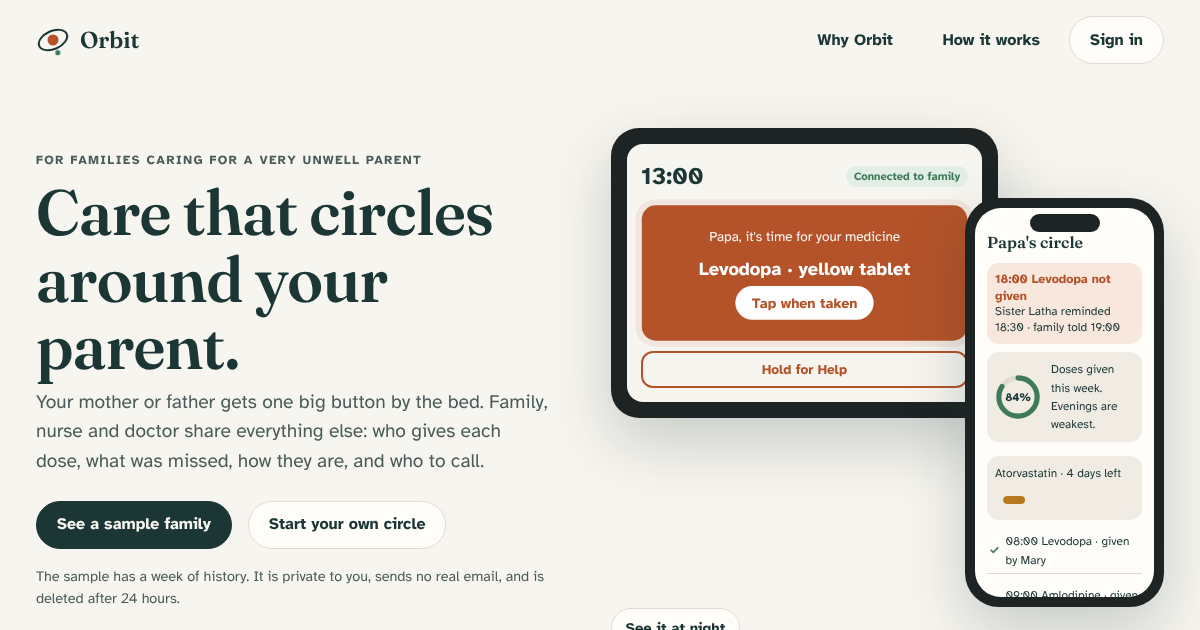 Orbit
Why Orbit
How it works
Sign in
FOR FAMILIES CARING FOR A VERY UNWELL PARENT
Care that circles
around your
parent.
Your mother or father gets one big button by the bed. Family,
nurse and doctor share everything else: who gives each
dose, what was missed, how they are, and who to call.
See a sample family
Start your own circle
The sample has a week of history. It is private to you, sends no real email, and is
deleted after 24 hours.
13:00
Connected to family
Papa, it's time for your medicine
Levodopa · yellow tablet
Tap when taken
Hold for Help
Papa's circle
18:00 Levodopa not
given
Sister Latha reminded
18:30 · family told 19:00
84%
Doses given
this week.
Evenings are
weakest.
Atorvastatin · 4 days left
08:00 Levodopa · given
by Mary
09:00 Amlodipine · given
See it at night